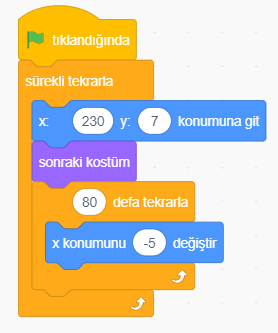 tıklandığında
sürekli tekrarla
x: 230 y: 7 konumuna git
sonraki kostüm
80 defa tekrarla
x konumunu -5 değiştir